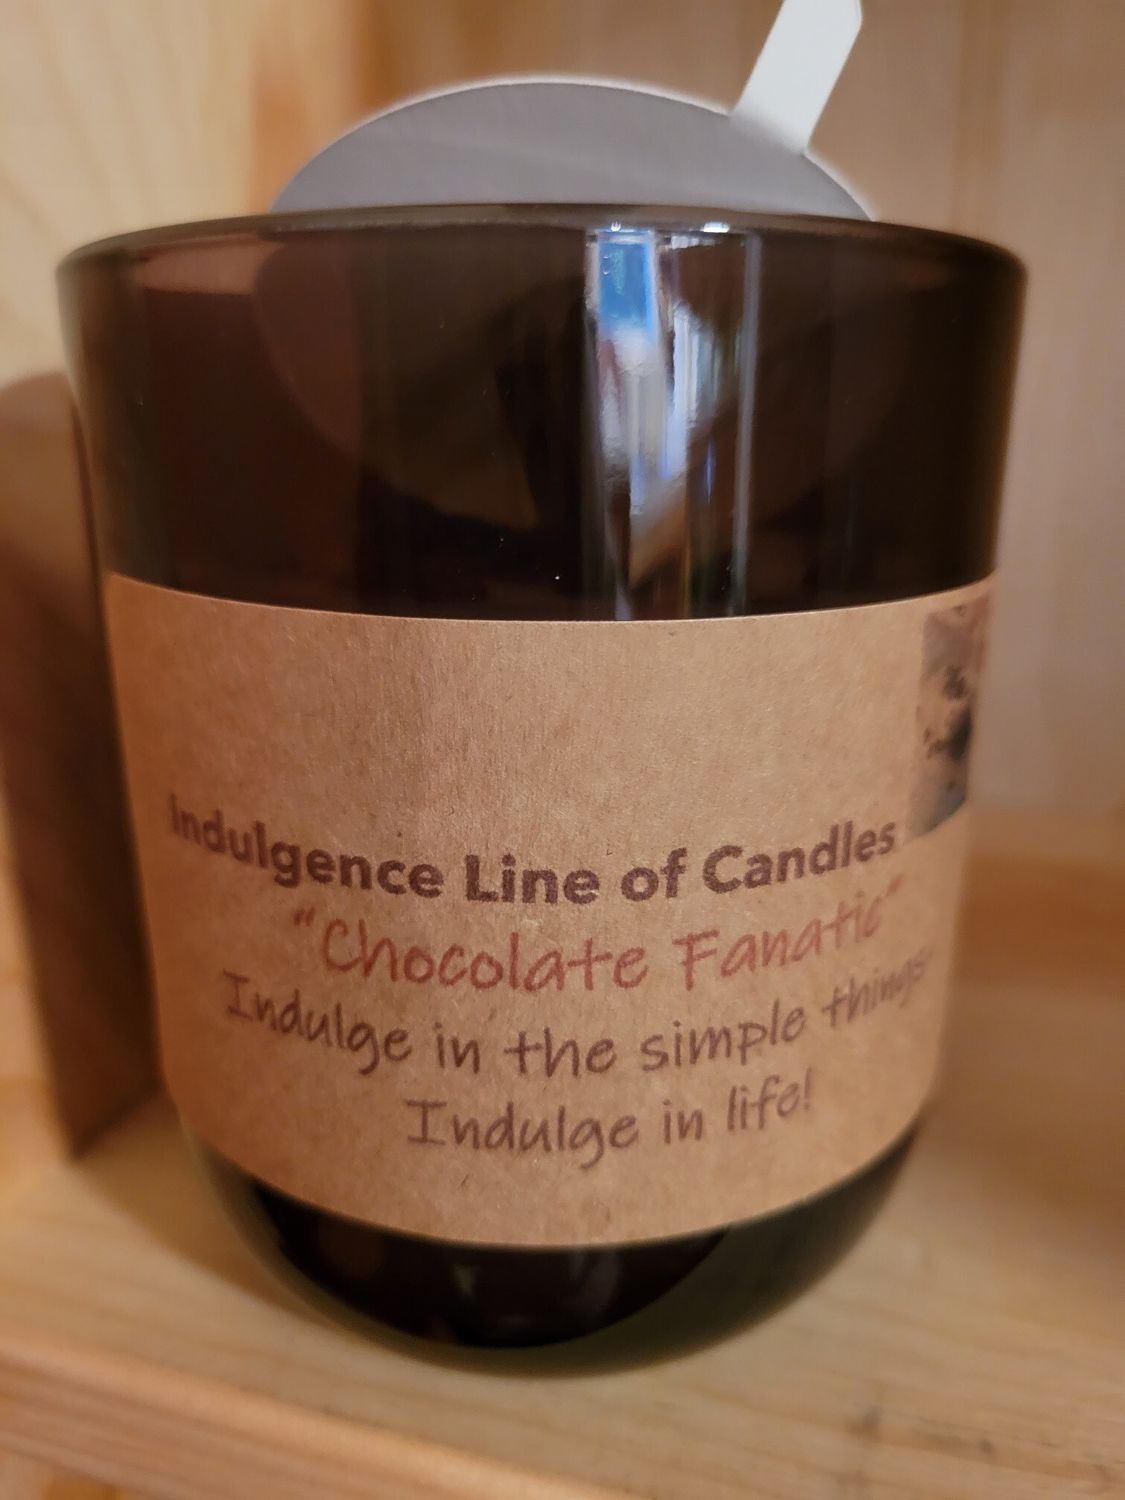 Indulgence Line of Candles
"Chocolate Fanatic"
Indulge in the simple things
Indulge in life!